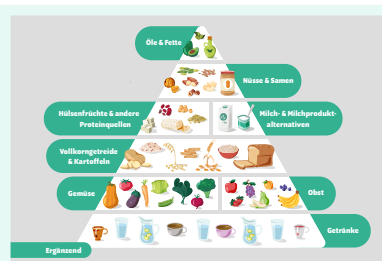 Öle & Fette
Nüsse & Samen
Hülsenfrüchte & andere
Proteinquellen
Milch- & Milchprodukt-
alternativen
Vollkorngetreide
& Kartoffeln
Gemüse
Obst
Getränke
Ergänzend